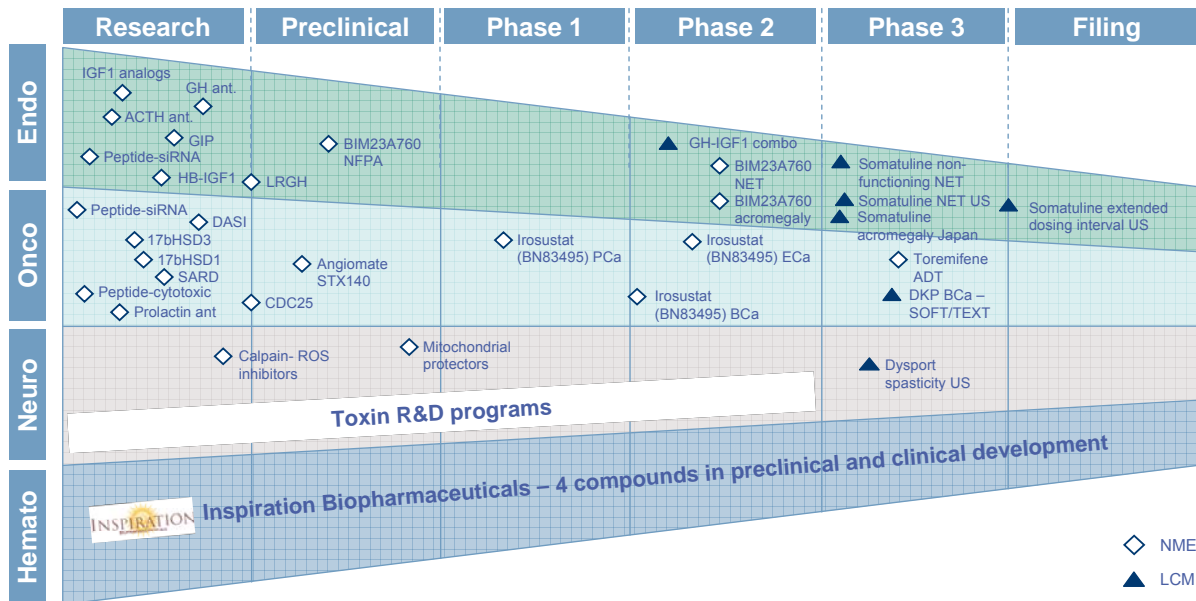 Research
Preclinical
Phase 1
Phase 2
Phase 3
Filing
Endo
IGF1 analogs
GH ant.
ACTH ant.
GIP
Peptide-siRNA
HB-IGF1
LRGH
BIM23A760
NFPA
GH-IGF1 combo
BIM23A760
NET
BIM23A760
acromegaly
Somatuline non-
functioning NET
Somatuline NET US
Somatuline
acromegaly Japan
Somatuline extended
dosing interval US
Onco
Peptide-siRNA
DASI
17bHSD3
17bHSD1
SARD
Peptide-cytotoxic
Prolactin ant
CDC25
Angiomate
STX140
Irosustat
(BN83495) PCa
Irosustat
(BN83495) ECa
Irosustat
(BN83495) BCa
Toremifene
ADT
DKP BCa –
SOFT/TEXT
Neuro
Calpain- ROS
inhibitors
Mitochondrial
protectors
Dysport
spasticity US
Toxin R&D programs
Hemato
INSPIRATION
Inspiration Biopharmaceuticals – 4 compounds in preclinical and clinical development
NME
LCM